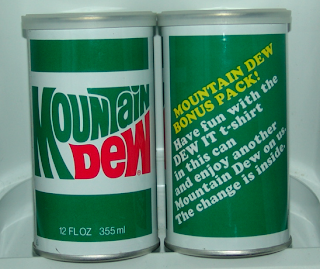 MOUNTAIN
DEW
12 FL OZ 355 ml
MOUNTAIN DEW
BONUS PACK!
Have fun with the
DEW IT t-shirt
in this can
and enjoy another
Mountain Dew on us.
The change is inside.